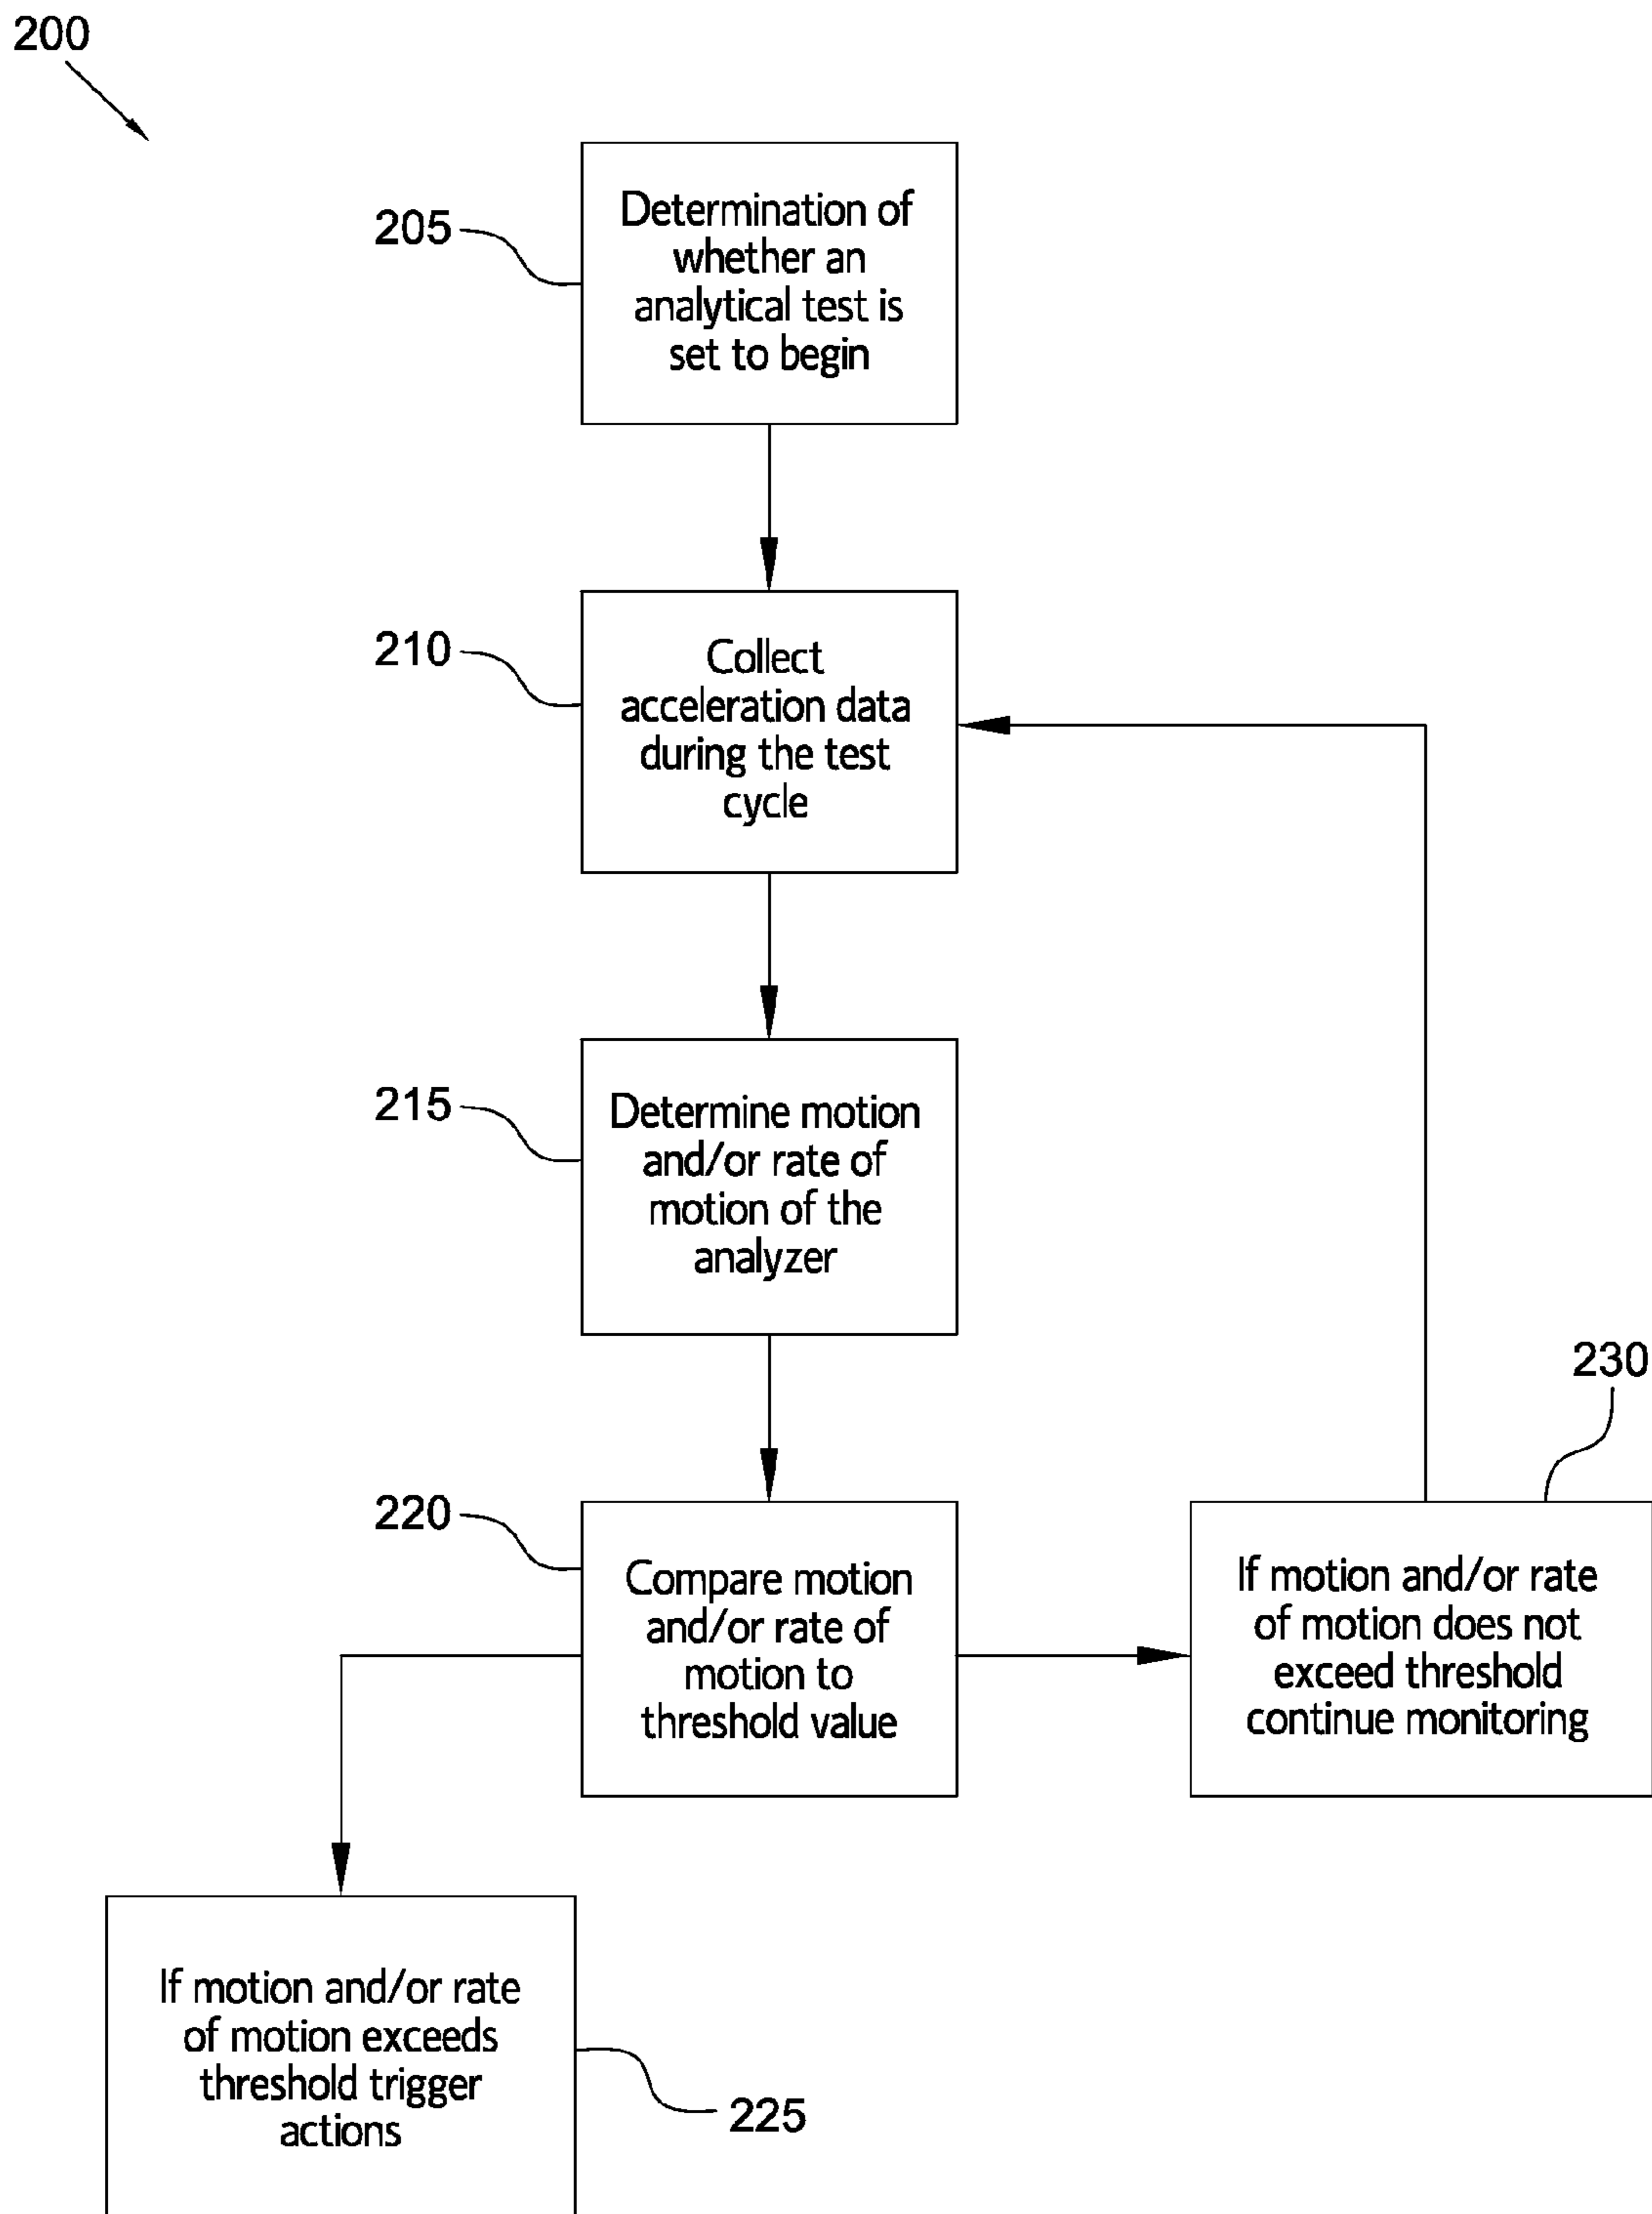 200
205
Determination of
whether an
analytical test is
set to begin
210
Collect
acceleration data
during the test
cycle
215
Determine motion
and/or rate of
motion of the
analyzer
220
Compare motion
and/or rate of
motion to
threshold value
230
If motion and/or rate
of motion does not
exceed threshold
continue monitoring
If motion and/or rate
of motion exceeds
threshold trigger
actions
225